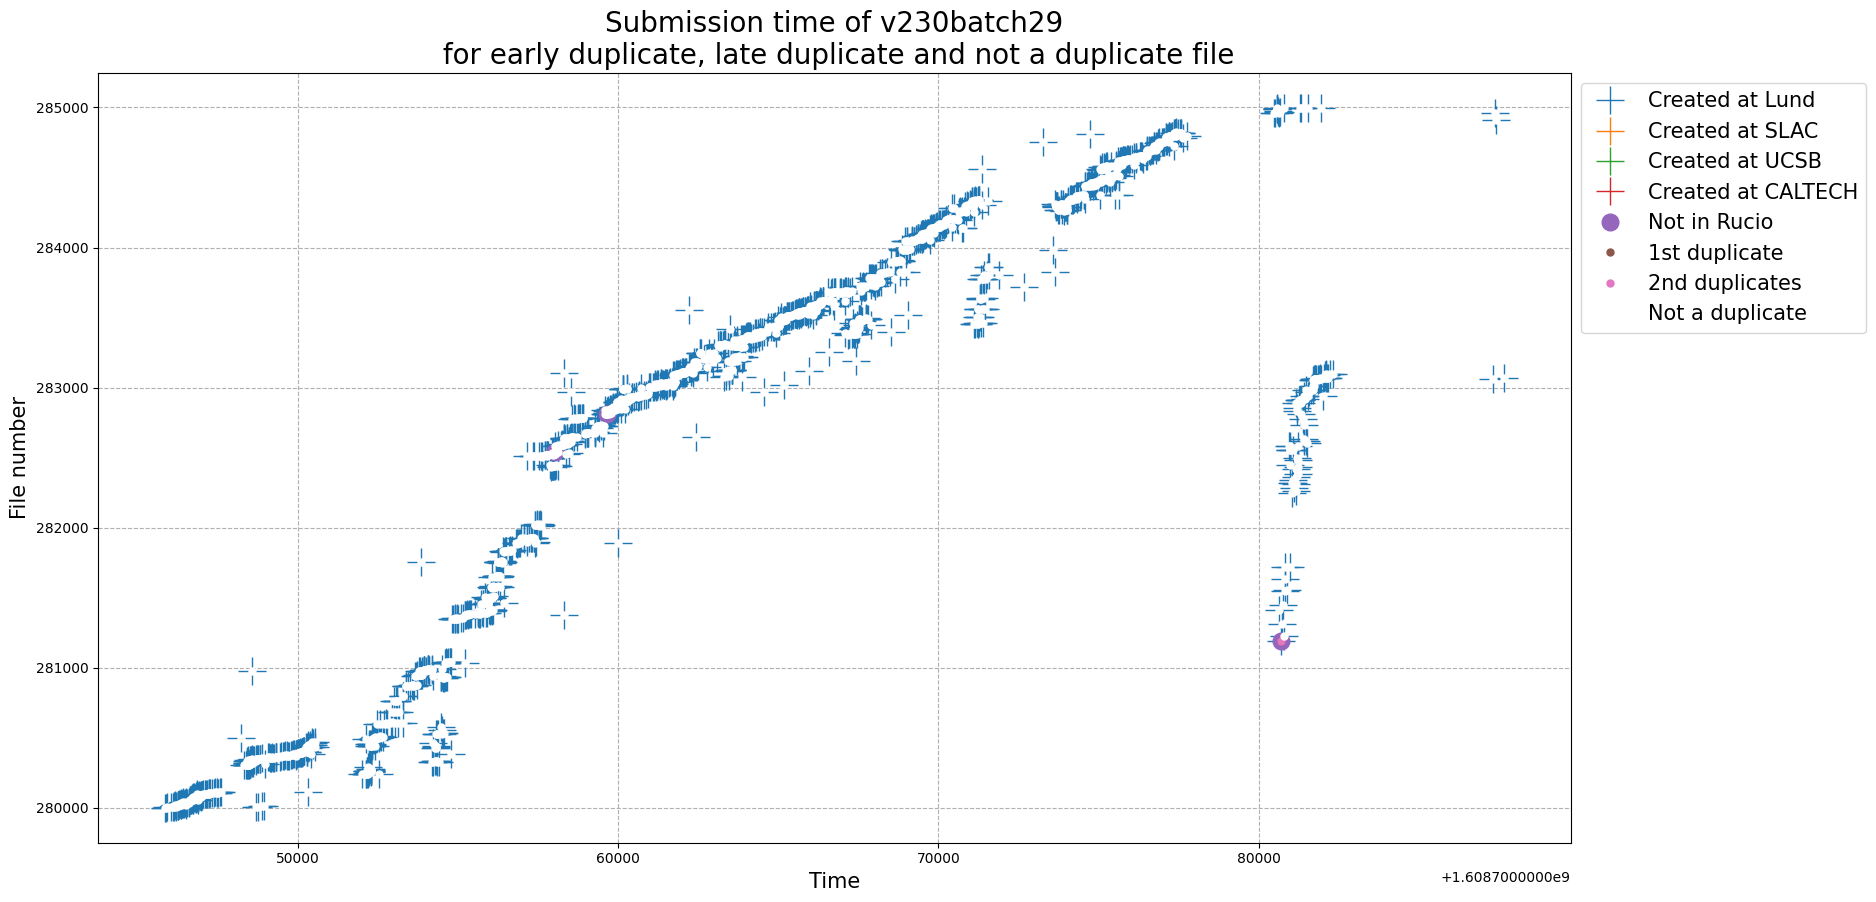 Submission time of v230batch29
for early duplicate, late duplicate and not a duplicate file
285000
284000
283000
282000
281000
280000
File number
50000
60000
70000
80000
+1.6087000000e9
Time
Created at Lund
Created at SLAC
Created at UCSB
Created at CALTECH
Not in Rucio
1st duplicate
2nd duplicates
Not a duplicate